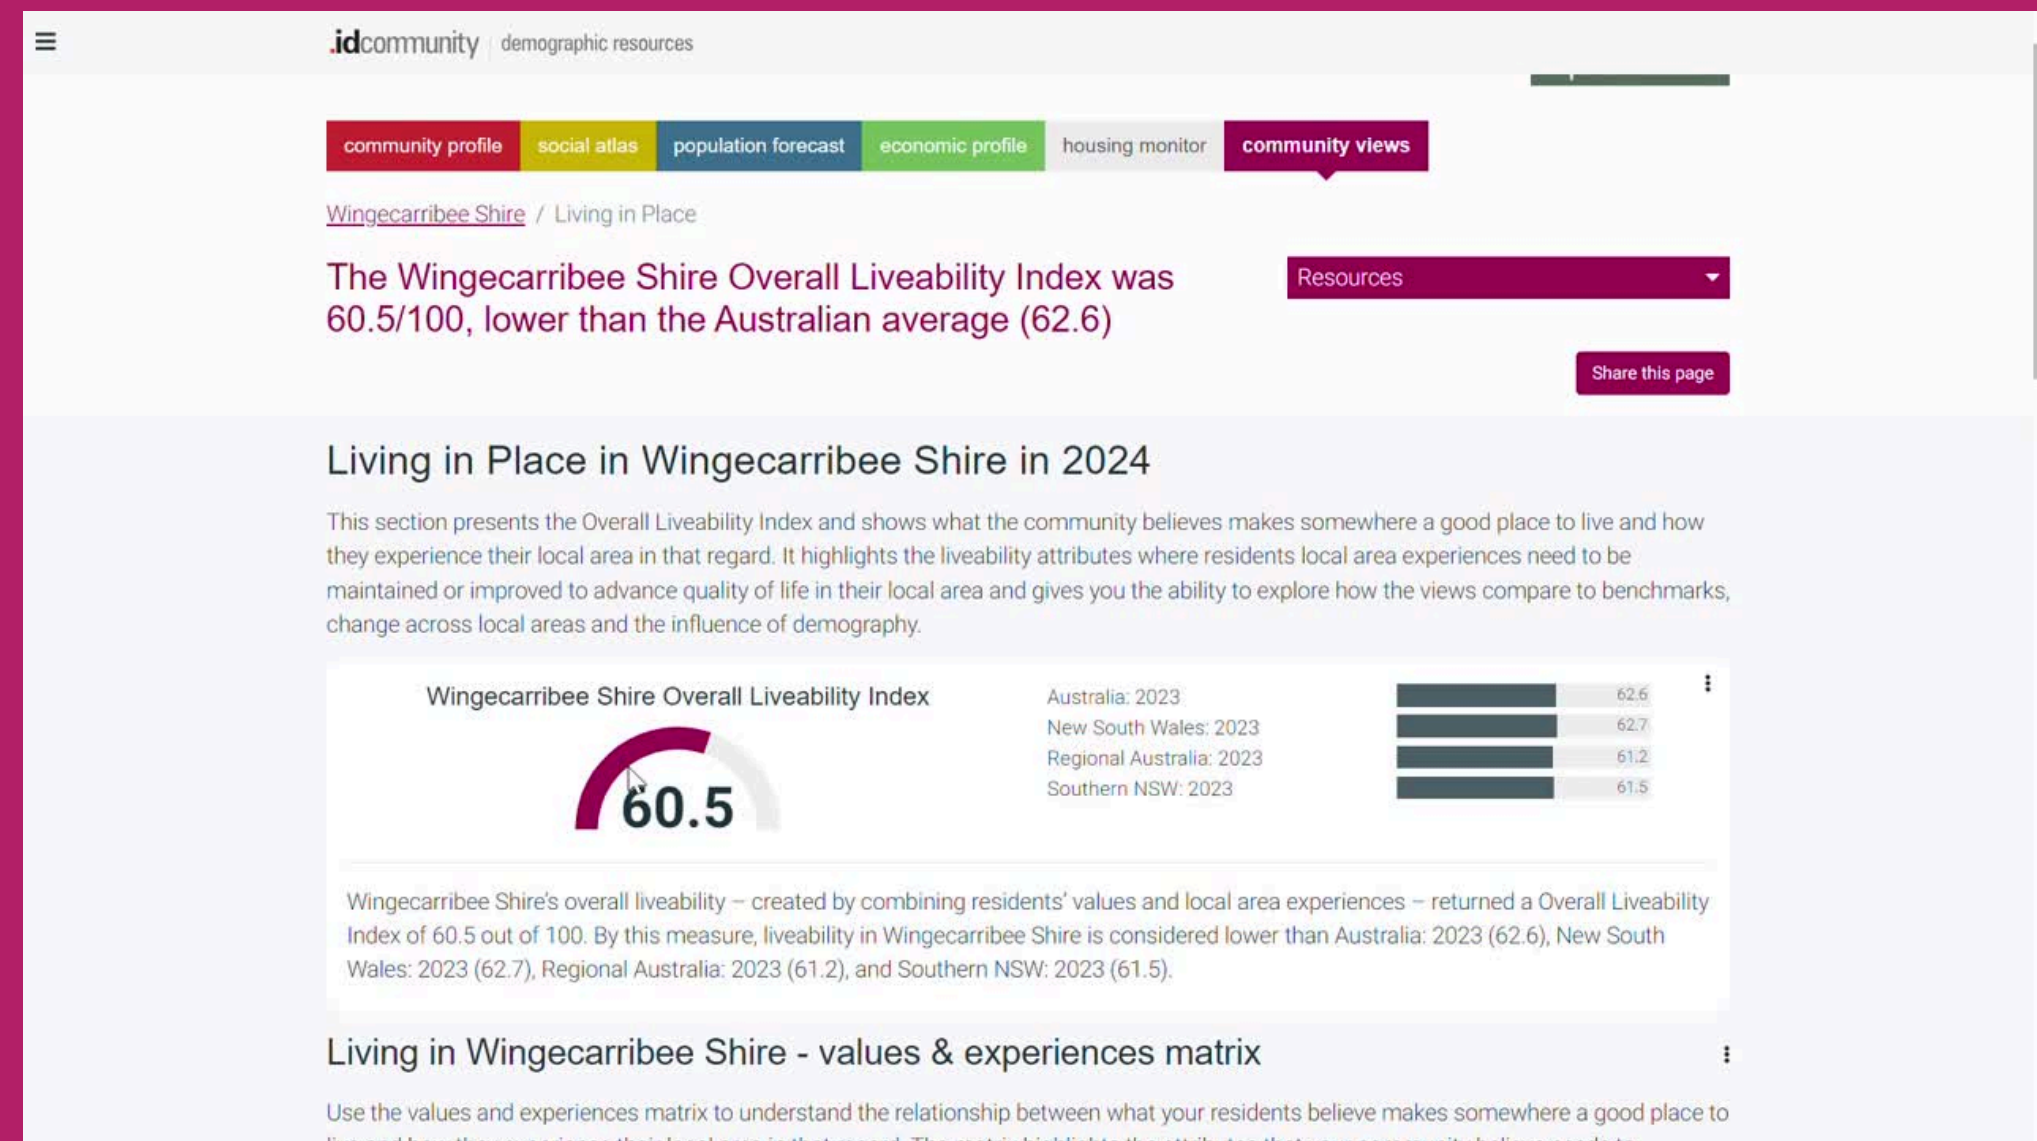 .idcommunity demographic resources
community profile social atlas population forecast economic profile housing monitor community views
Wingecarribee Shire / Living in Place
The Wingecarribee Shire Overall Liveability Index was
60.5/100, lower than the Australian average (62.6)
Resources
Share this page
Living in Place in Wingecarribee Shire in 2024
This section presents the Overall Liveability Index and shows what the community believes makes somewhere a good place to live and how
they experience their local area in that regard. It highlights the liveability attributes where residents local area experiences need to be
maintained or improved to advance quality of life in their local area and gives you the ability to explore how the views compare to benchmarks,
change across local areas and the influence of demography.
Wingecarribee Shire Overall Liveability Index
60.5
Australia: 2023 62.6
New South Wales: 2023 62.7
Regional Australia: 2023 61.2
Southern NSW: 2023 61.5
Wingecarribee Shire's overall liveability – created by combining residents' values and local area experiences – returned a Overall Liveability
Index of 60.5 out of 100. By this measure, liveability in Wingecarribee Shire is considered lower than Australia: 2023 (62.6), New South
Wales: 2023 (62.7), Regional Australia: 2023 (61.2), and Southern NSW: 2023 (61.5).
Living in Wingecarribee Shire - values & experiences matrix
Use the values and experiences matrix to understand the relationship between what your residents believe makes somewhere a good place to